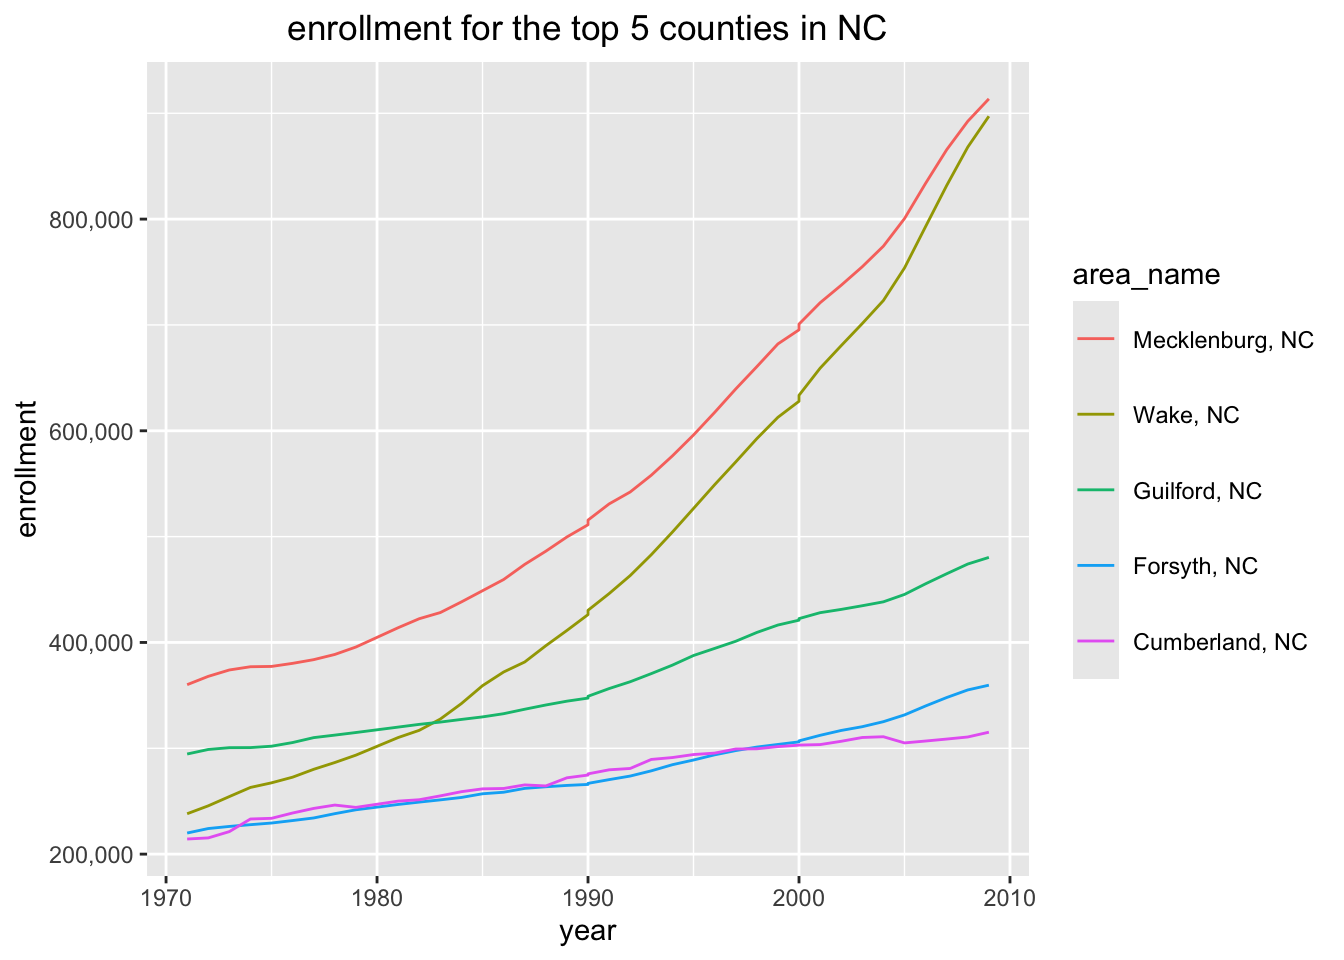 enrollment for the top 5 counties in NC
enrollment
800,000
600,000
400,000
200,000
1970
1980
1990
2000
2010
year
area_name
Mecklenburg, NC
Wake, NC
Guilford, NC
Forsyth, NC
Cumberland, NC